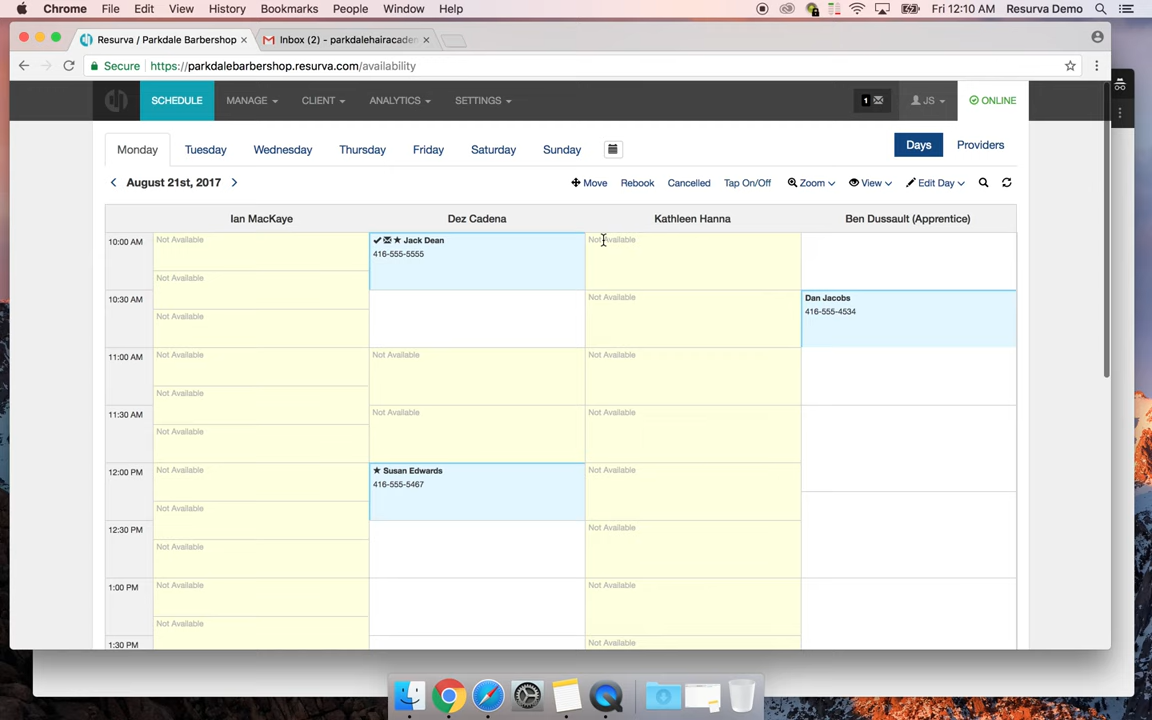 Chrome File Edit View History Bookmarks People Window Help Fri 12:10 AM Resurva Demo
Resurva / Parkdale Barbershop Inbox (2) - parkdalehairacader
Secure https://parkdalebarbershop.resurva.com/availability
SCHEDULE MANAGE CLIENT ANALYTICS SETTINGS 1 JS ONLINE
Monday Tuesday Wednesday Thursday Friday Saturday Sunday Days Providers
August 21st, 2017 Move Rebook Cancelled Tap On/Off Zoom View Edit Day
Ian MacKaye Dez Cadena Kathleen Hanna Ben Dussault (Apprentice)
10:00 AM Not Available Jack Dean Not Available
416-555-5555
Not Available
10:30 AM Not Available Dan Jacobs
Not Available 416-555-4534
11:00 AM Not Available Not Available Not Available
Not Available
11:30 AM Not Available Not Available
Not Available
12:00 PM Not Available Susan Edwards Not Available
416-555-5467
Not Available
12:30 PM Not Available
Not Available
1:00 PM Not Available Not Available
Not Available
1:30 PM Not Available